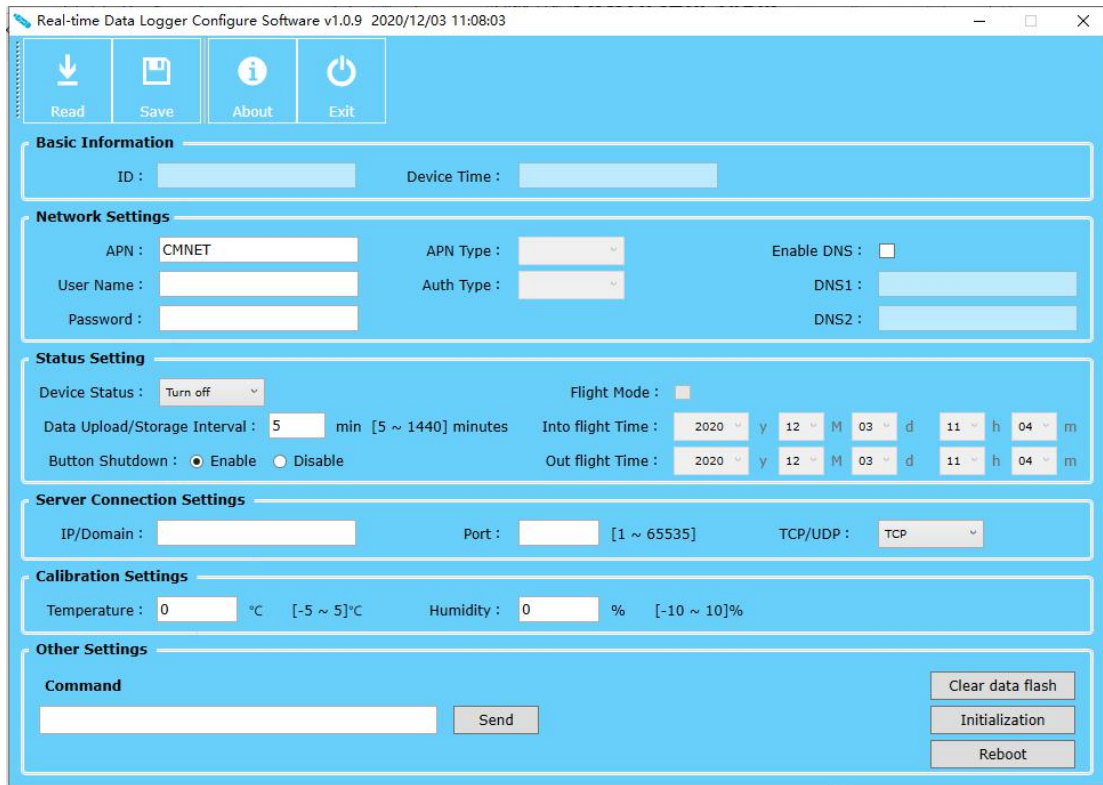 Real-time Data Logger Configure Software v1.0.9 2020/12/03 11:08:03
Read Save About Exit
Basic Information
ID : Device Time :
Network Settings
APN : CMNET APN Type : Enable DNS :
User Name : Auth Type : DNS1 :
Password : DNS2 :
Status Setting
Device Status : Turn off Flight Mode :
Data Upload/Storage Interval : 5 min [5 ~ 1440] minutes Into flight Time : 2020 y 12 M 03 d 11 h 04 m
Button Shutdown : Enable Disable Out flight Time : 2020 y 12 M 03 d 11 h 04 m
Server Connection Settings
IP/Domain : Port : [1 ~ 65535] TCP/UDP : TCP
Calibration Settings
Temperature : 0 °C [-5 ~ 5]°C Humidity : 0 % [-10 ~ 10]%
Other Settings
Command
Clear data flash
Send
Initialization
Reboot